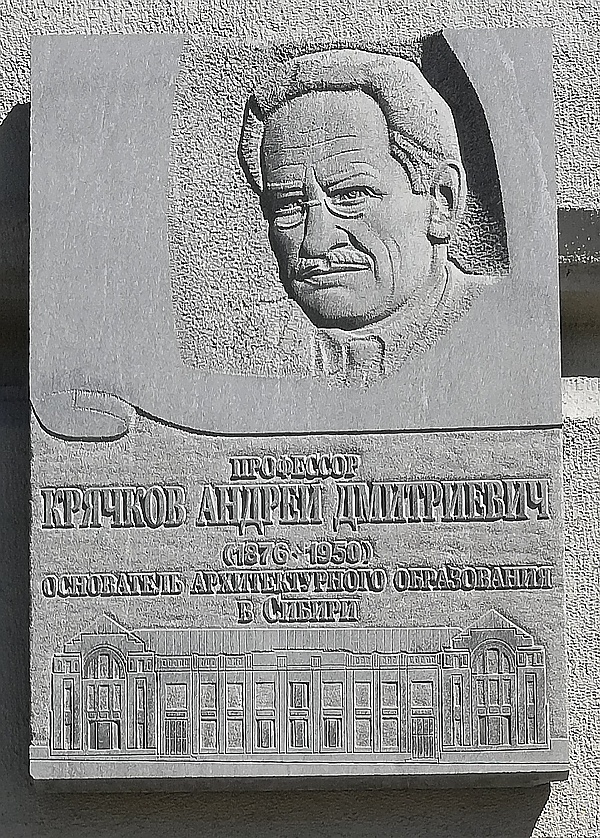 ПРОФЕССОР
КРЯЧКОВ АНДРЕЙ ДМИТРИЕВИЧ
(1876 - 1950)
ОСНОВАТЕЛЬ АРХИТЕКТУРНОГО ОБРАЗОВАНИЯ
В СИБИРИ